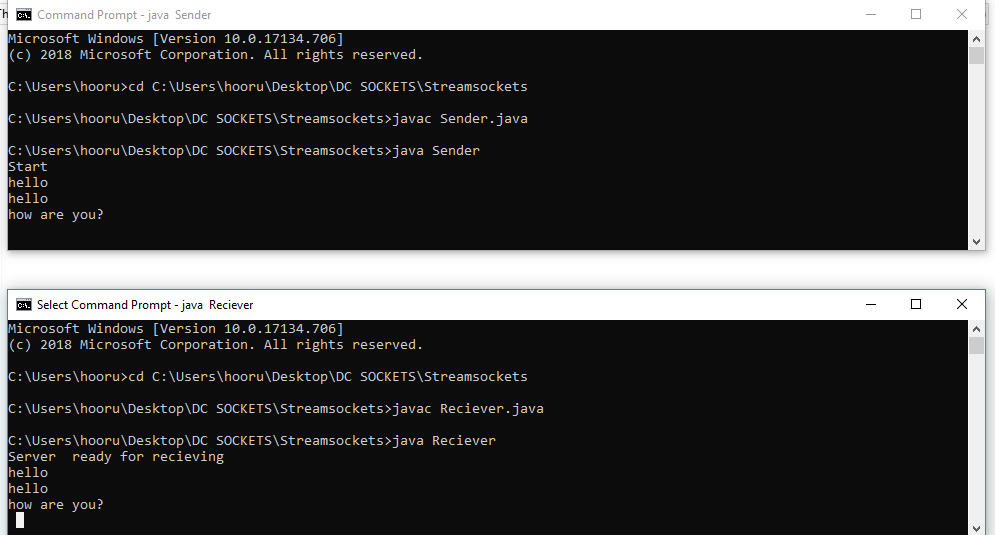 Command Prompt - java  Sender
Microsoft Windows [Version 10.0.17134.706]
(c) 2018 Microsoft Corporation. All rights reserved.
C:\Users\hooru>cd C:\Users\hooru\Desktop\DC SOCKETS\Streamsockets
C:\Users\hooru\Desktop\DC SOCKETS\Streamsockets>javac Sender.java
C:\Users\hooru\Desktop\DC SOCKETS\Streamsockets>java Sender
Start
hello
hello
how are you?
Select Command Prompt - java  Reciever
Microsoft Windows [Version 10.0.17134.706]
(c) 2018 Microsoft Corporation. All rights reserved.
C:\Users\hooru>cd C:\Users\hooru\Desktop\DC SOCKETS\Streamsockets
C:\Users\hooru\Desktop\DC SOCKETS\Streamsockets>javac Reciever.java
C:\Users\hooru\Desktop\DC SOCKETS\Streamsockets>java Reciever
Server  ready for recieving
hello
hello
how are you?